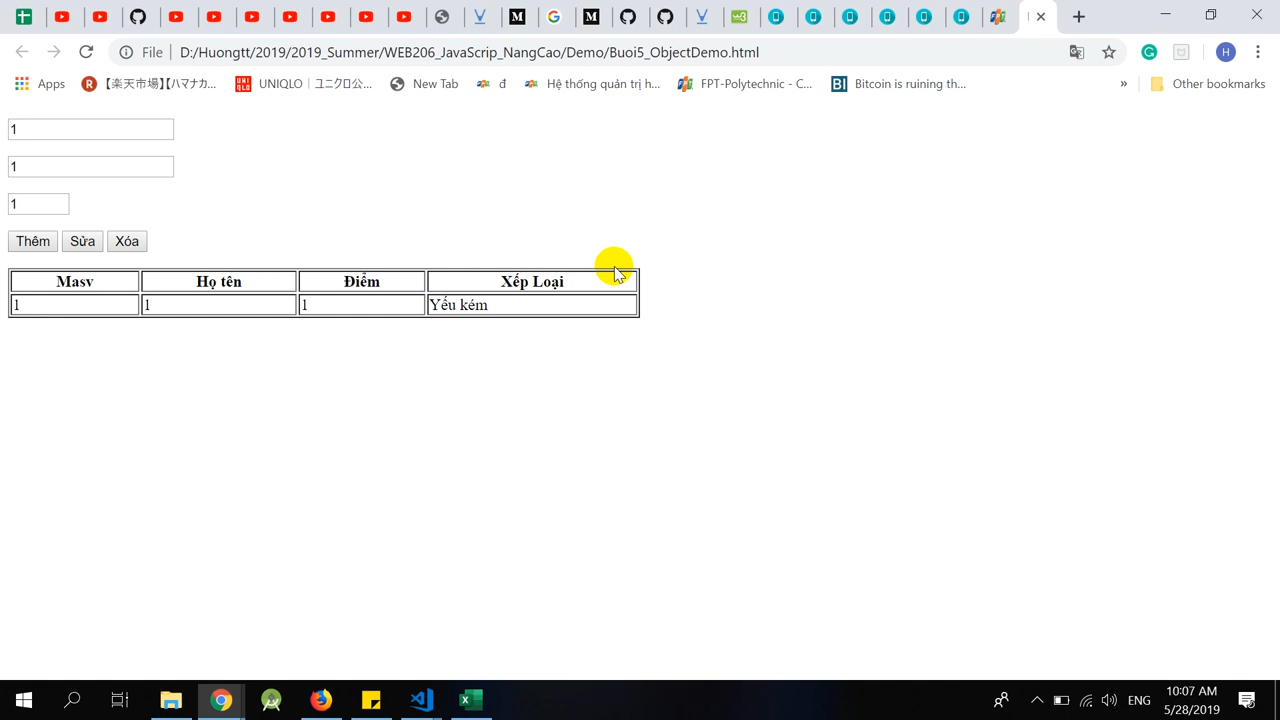 File D:/Huongtt/2019/2019_Summer/WEB206_JavaScrip_NangCao/Demo/Buoi5_ObjectDemo.html H
Apps R 【楽天市場】【ハマナカ... UNIQLO｜ユニクロ公... New Tab đ Hệ thống quản trị h... FPT-Polytechnic - C... BI Bitcoin is ruining th... » Other bookmarks
1
1
1
Thêm Sửa Xóa
Masv Họ tên Điểm Xếp Loại
1 1 1 Yếu kém
ENG 10:07 AM
5/28/2019